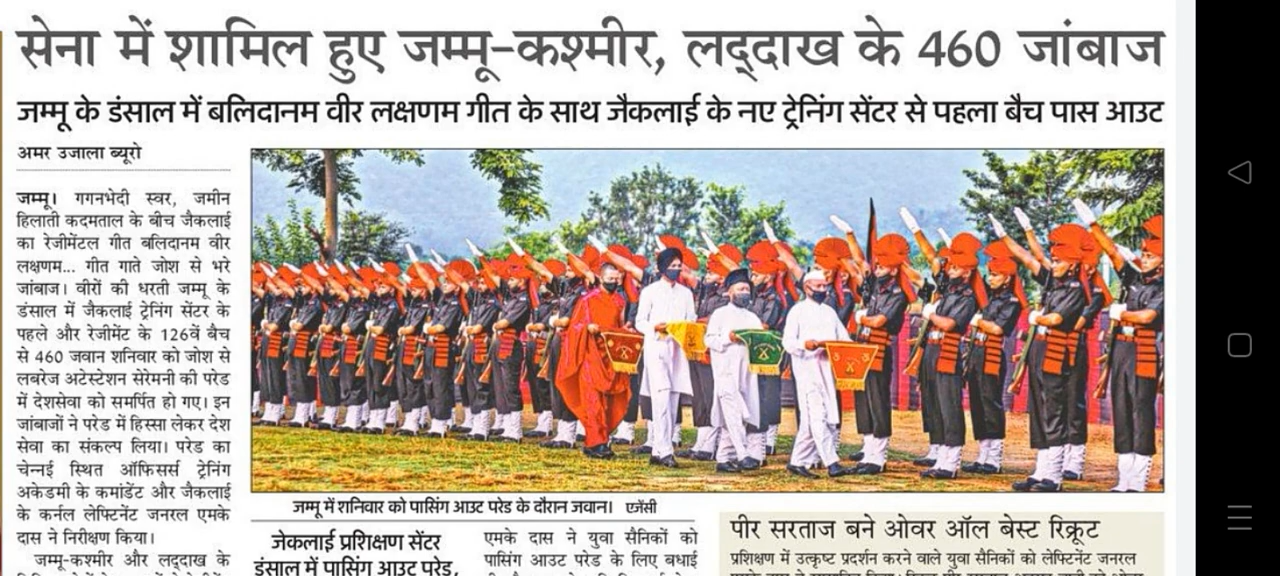 सेना में शामिल हुए जम्मू-कश्मीर, लद्दाख के 460 जांबाज
जम्मू के डंसाल में बलिदानम वीर लक्षणम गीत के साथ जैकलाई के नए ट्रेनिंग सेंटर से पहला बैच पास आउट
अमर उजाला ब्यूरो
जम्मू। गगनभेदी स्वर, जमीन
हिलाती कदमताल के बीच जैकलाई
का रेजीमेंटल गीत बलिदानम वीर
लक्षणम... गीत गाते जोश से भरे
जांबाज। वीरों की धरती जम्मू के
डंसाल में जैकलाई ट्रेनिंग सेंटर के
पहले और रेजीमेंट के 126वें बैच
से 460 जवान शनिवार को जोश से
लबरेज अटेस्टेशन सेरेमनी की परेड
में देशसेवा को समर्पित हो गए। इन
जांबाजों ने परेड में हिस्सा लेकर देश
सेवा का संकल्प लिया। परेड का
चेन्नई स्थित ऑफिसर्स ट्रेनिंग
अकेडमी के कमांडेंट और जैकलाई
के कर्नल लेफ्टिनेंट जनरल एमके
दास ने निरीक्षण किया।
जम्मू-कश्मीर और लद्दाख के
जम्मू में शनिवार को पासिंग आउट परेड के दौरान जवान। एजेंसी
जेकलाई प्रशिक्षण सेंटर
डंसाल में पासिंग आउट परेड,
एमके दास ने युवा सैनिकों को
पासिंग आउट परेड के लिए बधाई
पीर सरताज बने ओवर ऑल बेस्ट रिक्रूट
प्रशिक्षण में उत्कृष्ट प्रदर्शन करने वाले युवा सैनिकों को लेफ्टिनेंट जनरल